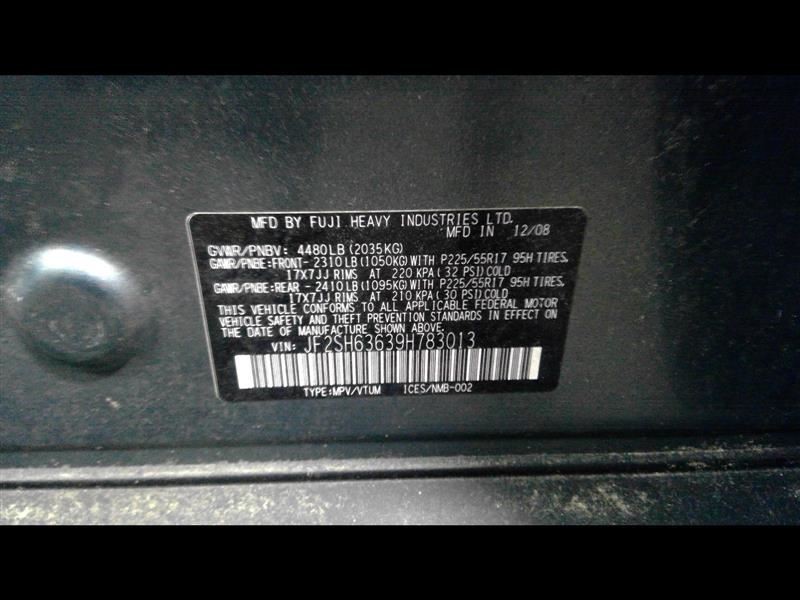 MFD BY FUJI HEAVY INDUSTRIES LTD.
MFD IN 12/08
GVWR/PNBV: 4480LB(2035KG)
GAWR/PNBE:FRONT-2310LB(1050KG)WITH P225/55R17 95H TIRES,
17X7JJ RIMS AT 220 KPA(32 PSI)COLD
GAWR/PNBE:REAR -2410LB(1095KG)WITH P225/55R17 95H TIRES,
17X7JJ RIMS AT 210 KPA(30 PSI)COLD
THIS VEHICLE CONFORMS TO ALL APPLICABLE FEDERAL MOTOR
VEHICLE SAFETY AND THEFT PREVENTION STANDARDS IN EFFECT ON
THE DATE OF MANUFACTURE SHOWN ABOVE.
VIN: JF2SH63639H783013
TYPE:MPV/VTUM ICES/NMB-002